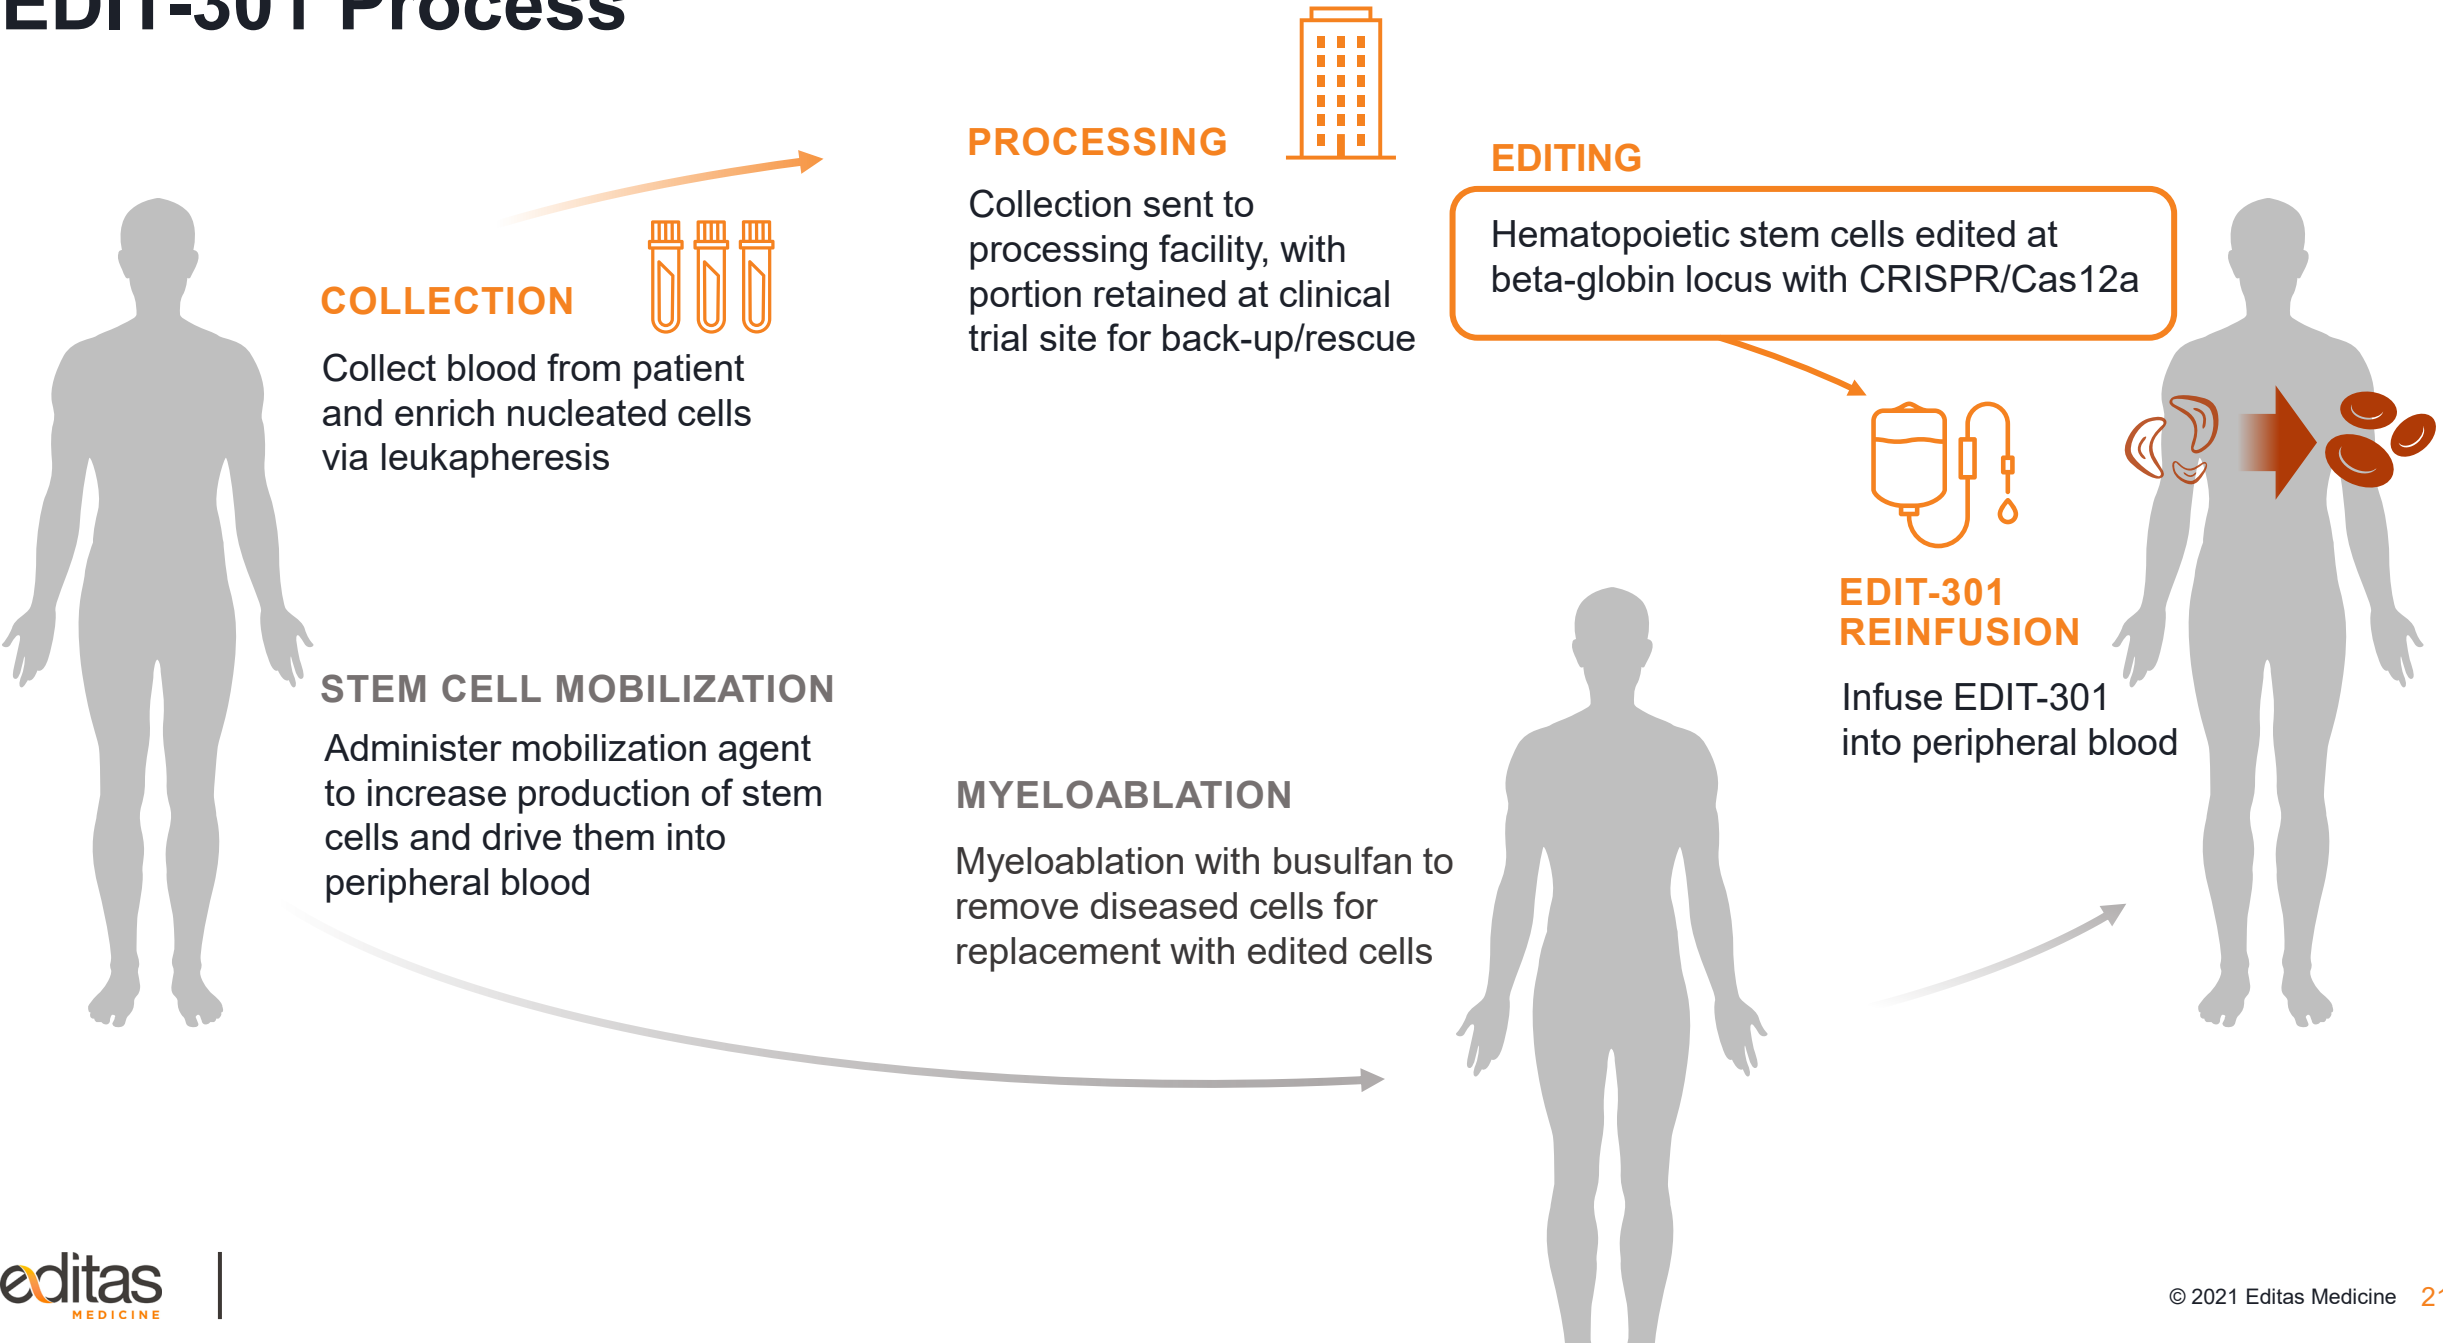 EDIT-301 Process
PROCESSING
Collection sent to
processing facility, with
portion retained at clinical
trial site for back-up/rescue
EDITING
Hematopoietic stem cells edited at
beta-globin locus with CRISPR/Cas12a
COLLECTION
Collect blood from patient
and enrich nucleated cells
via leukapheresis
STEM CELL MOBILIZATION
Administer mobilization agent
to increase production of stem
cells and drive them into
peripheral blood
MYELOABLATION
Myeloablation with busulfan to
remove diseased cells for
replacement with edited cells
EDIT-301
REINFUSION
Infuse EDIT-301
into peripheral blood
editas
MEDICINE
© 2021 Editas Medicine 21